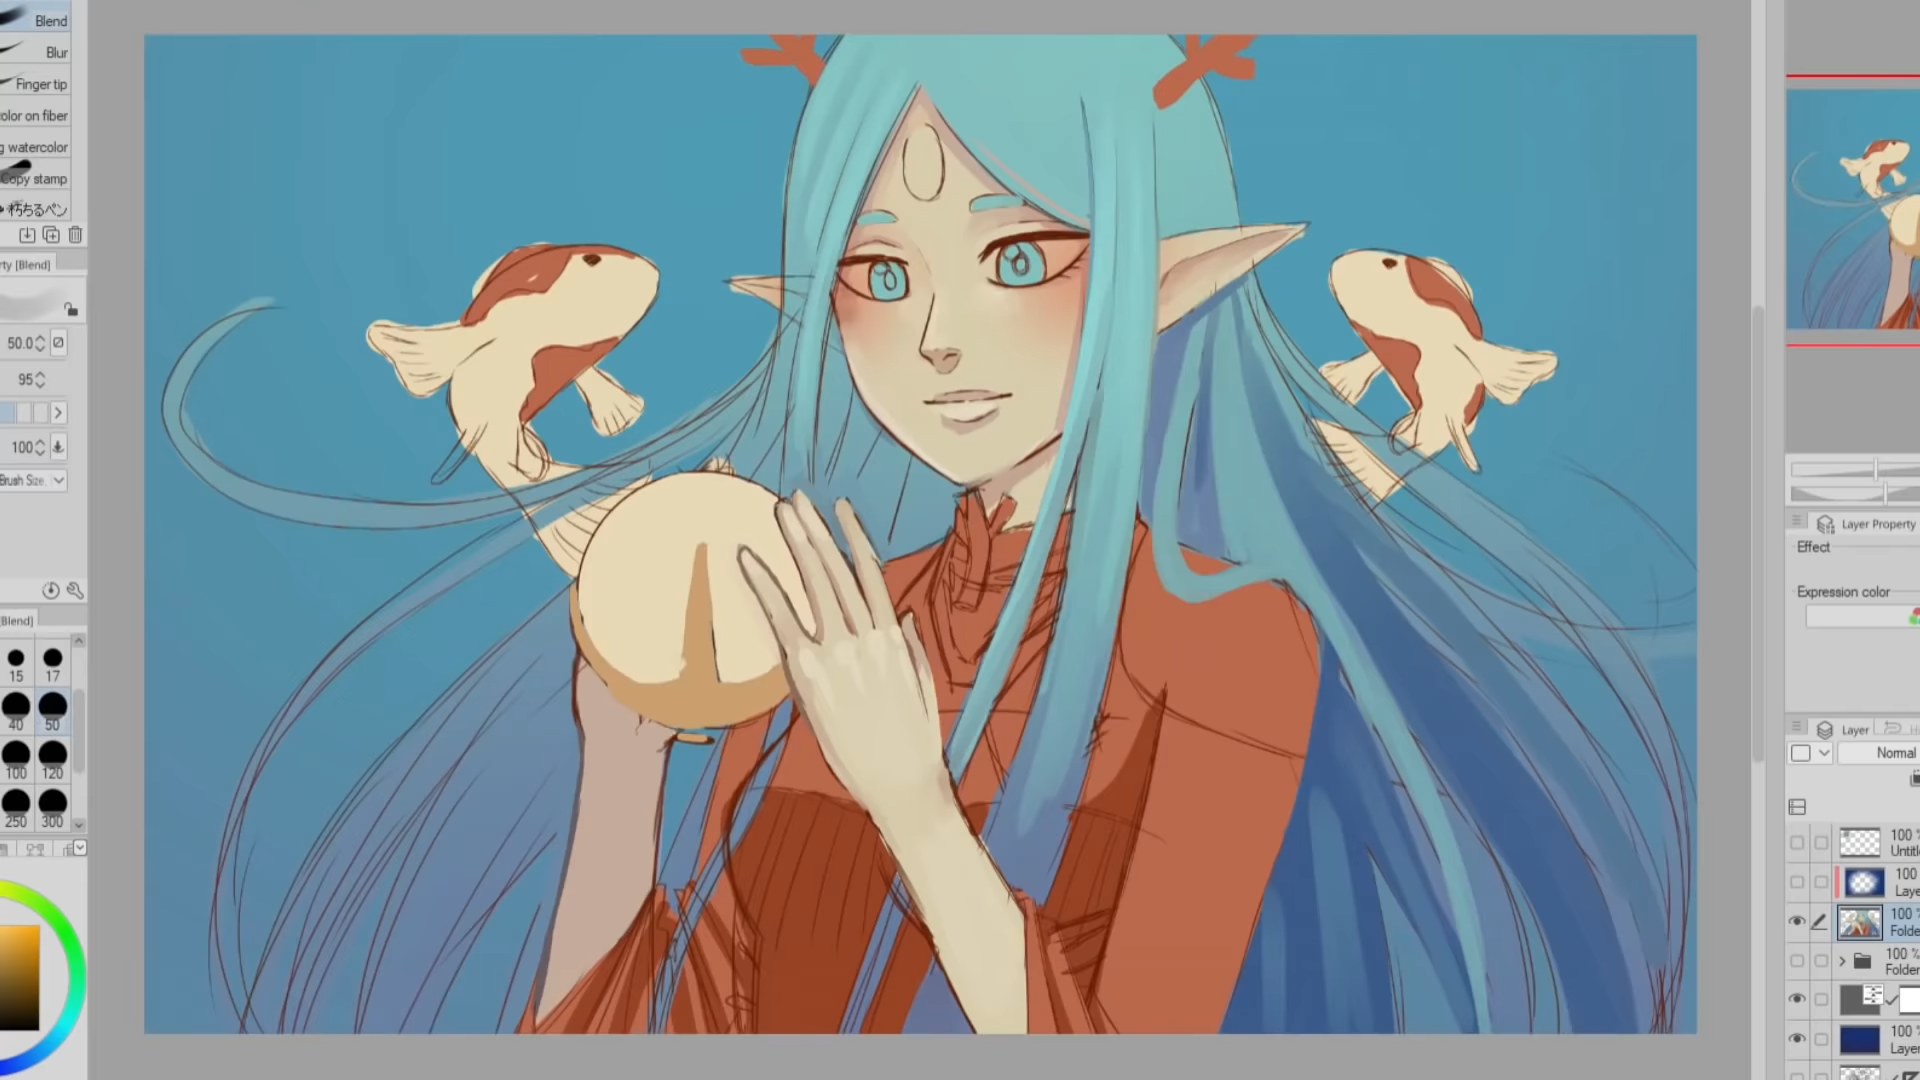 Blend
Blur
Finger tip
olor on fiber
g watercolor
Copy stamp
朽ちるペン
rty [Blend]
50.0
95
100
Brush Size
[Blend]
15 17
40 50
100 120
250 300
Layer Property
Effect
Expression color
Layer
Normal
100 %
Untitl
100
Laye
100 %
Folde
100 %
Folder
100 %
Layer